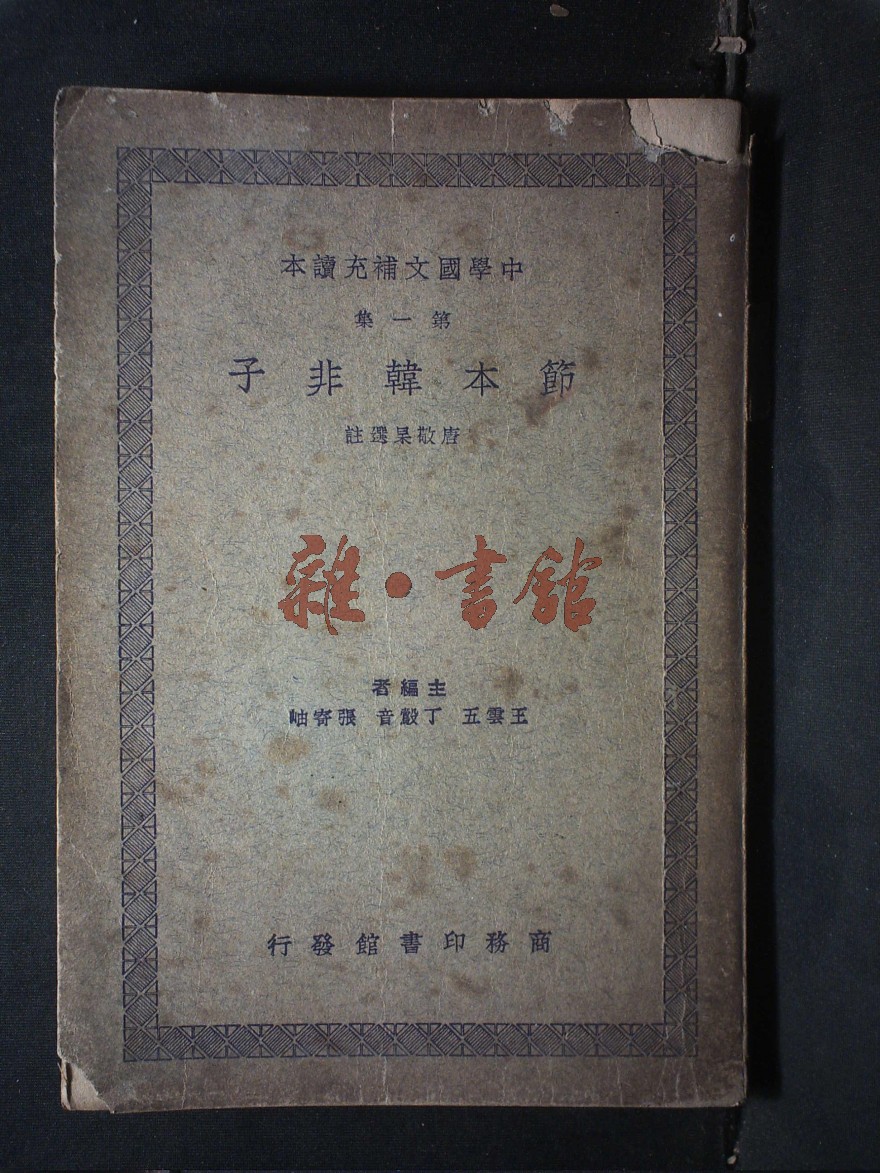 中學國文補充讀本
第一集
節本韓非子
唐敬杲選註
雜·書館
主編者
王雲五 丁嗀音 張寄岫
商務印書館發行